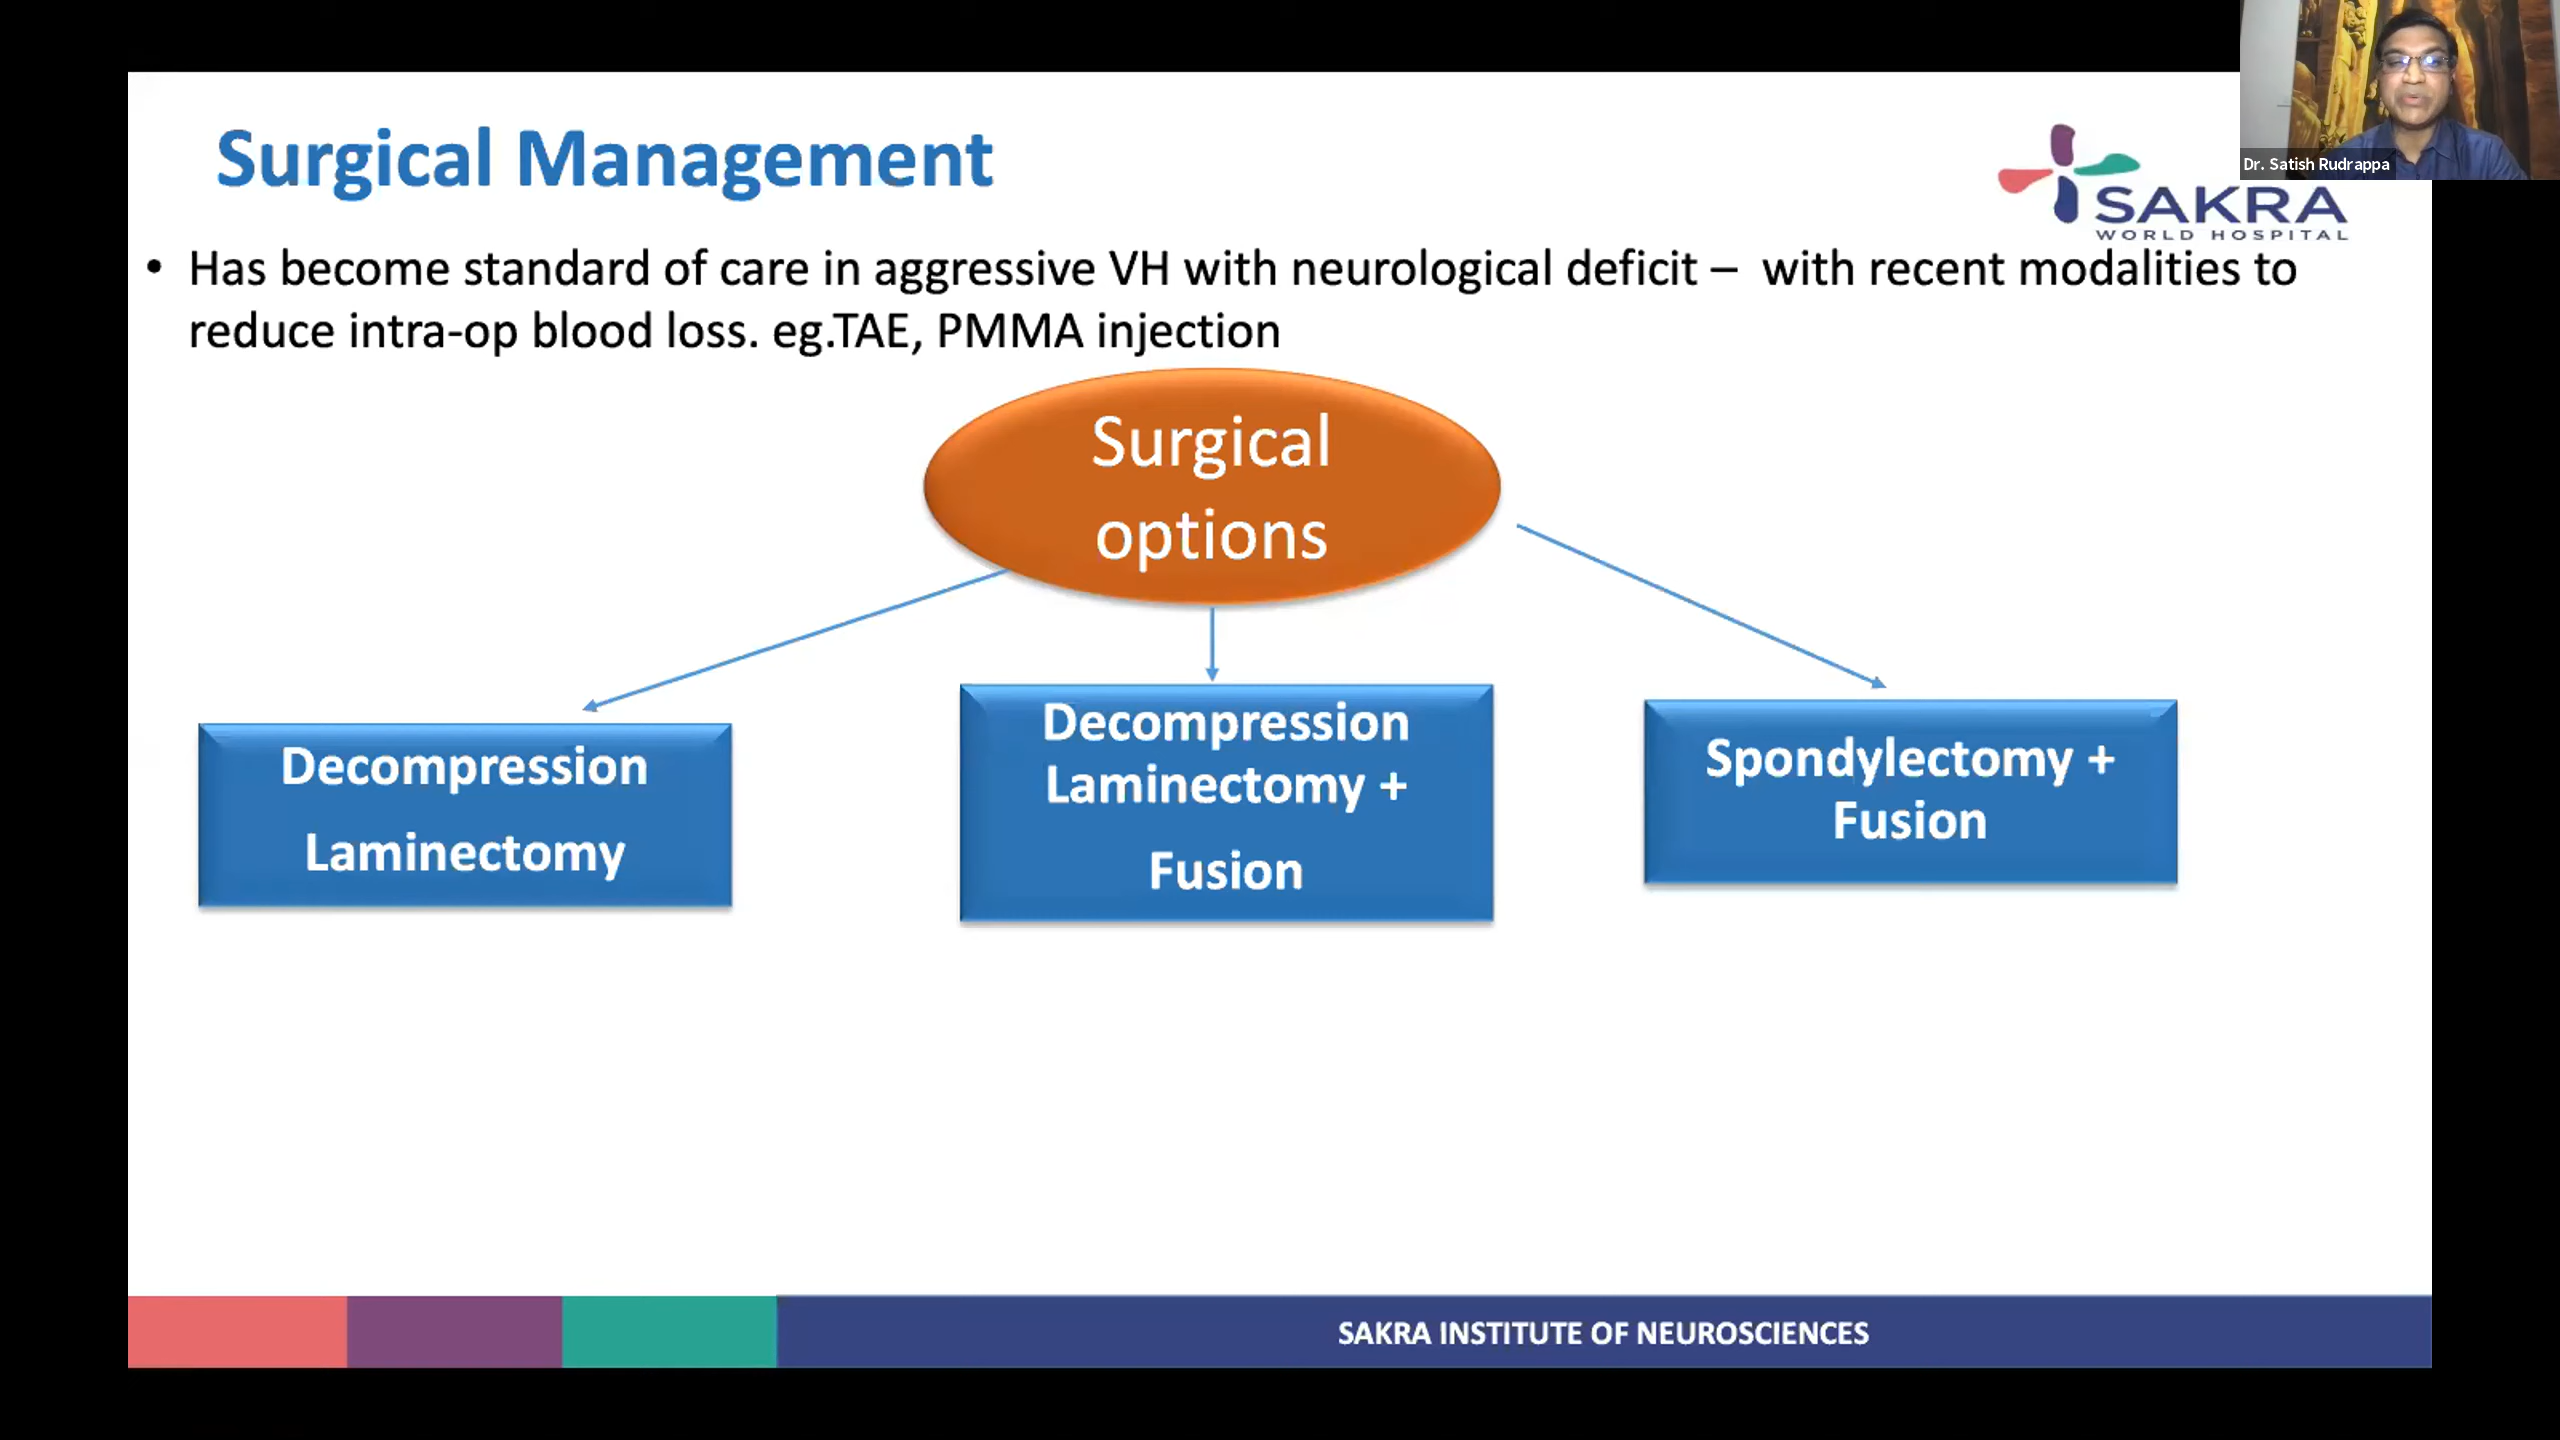 Surgical Management
Dr. Satish Rudrappa
SAKRA
WORLD HOSPITAL
• Has become standard of care in aggressive VH with neurological deficit – with recent modalities to
reduce intra-op blood loss. eg.TAE, PMMA injection
Surgical
options
Decompression
Laminectomy
Decompression
Laminectomy +
Fusion
Spondylectomy +
Fusion
SAKRA INSTITUTE OF NEUROSCIENCES